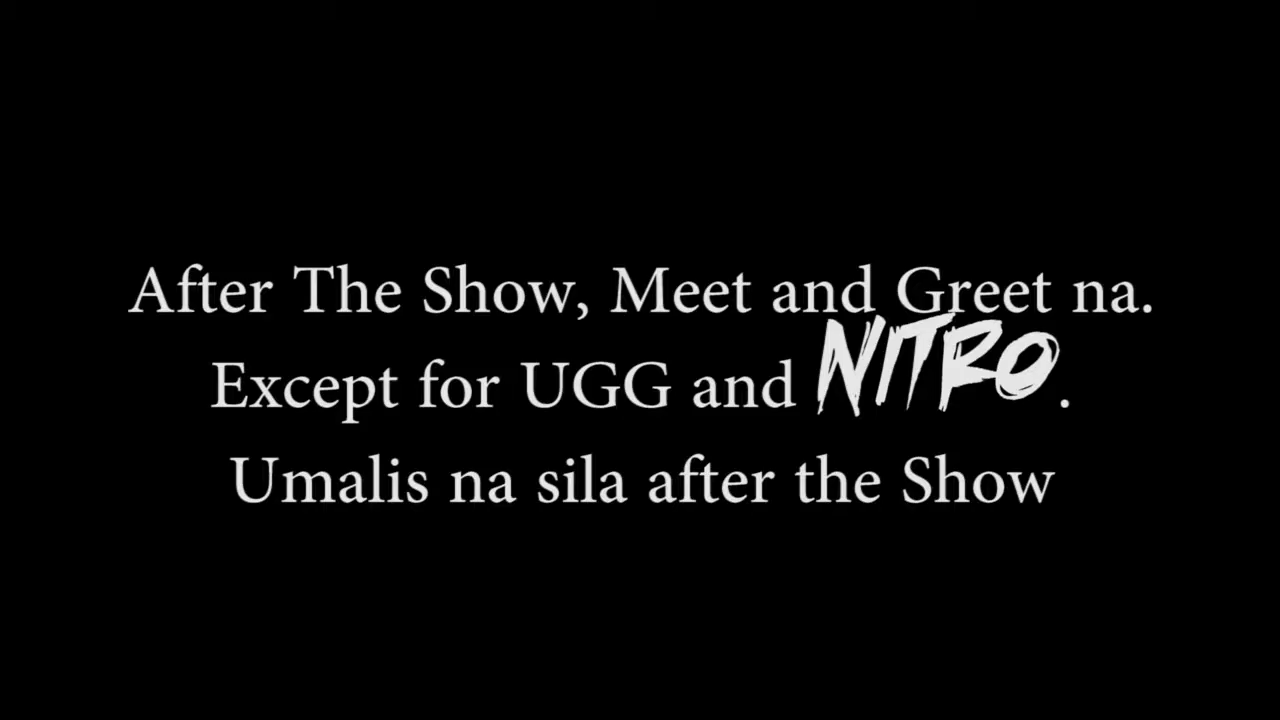 After The Show, Meet and Greet na.
Except for UGG and NITRO.
Umalis na sila after the Show